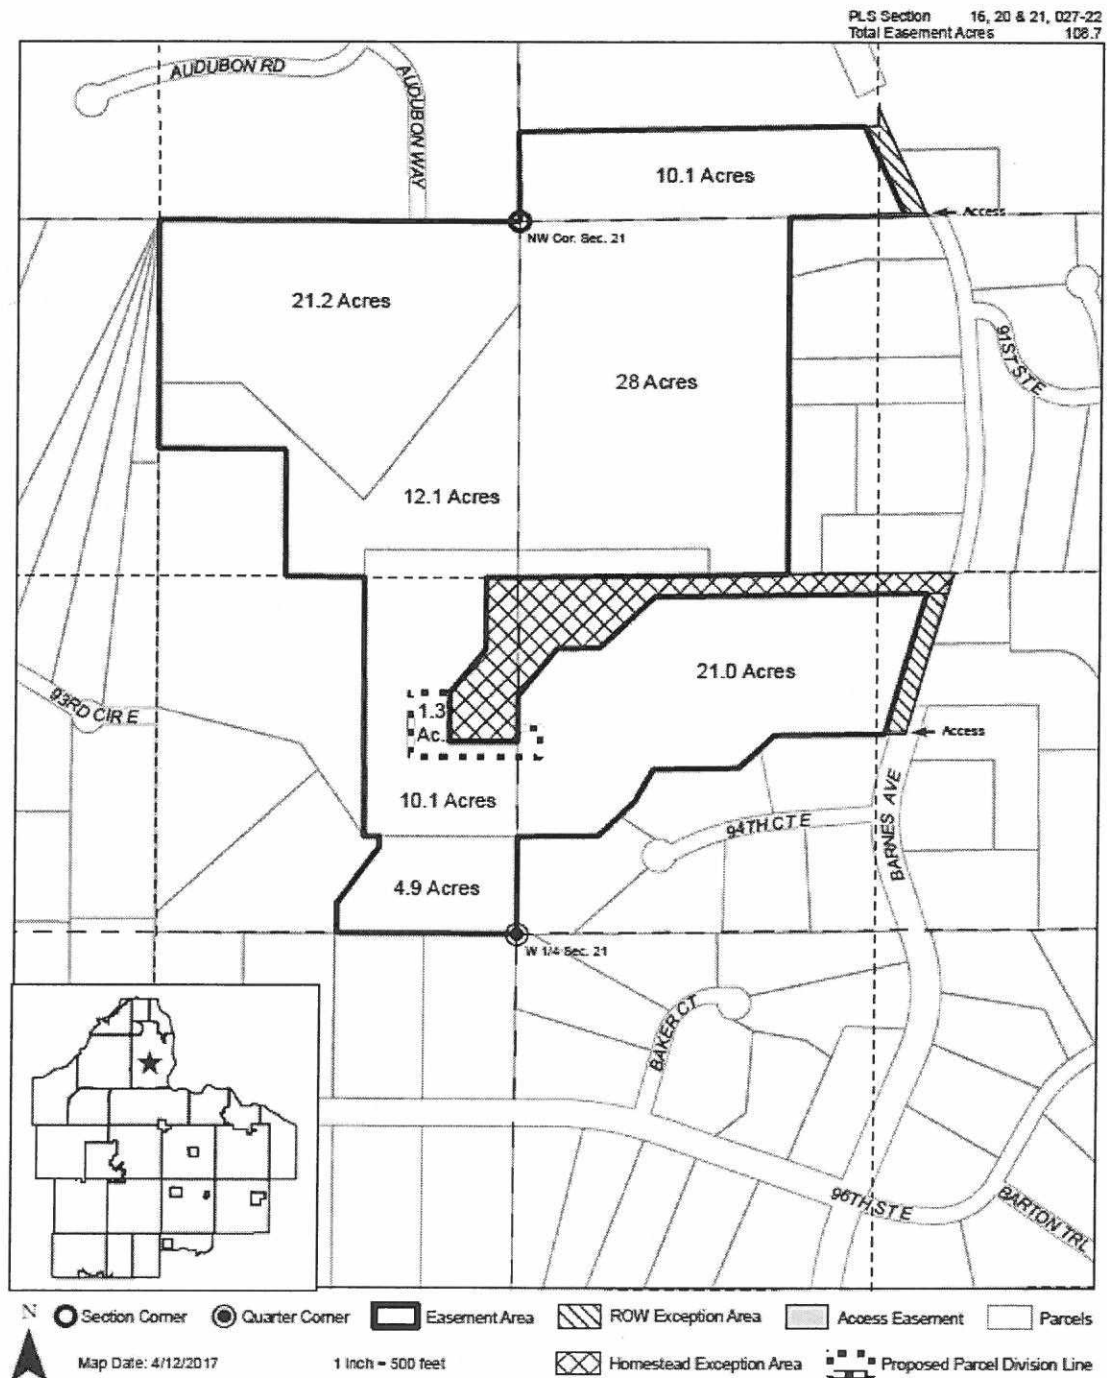 PLS Section 16, 20 & 21, 027-22
Total Easement Acres 108.7
AUDUBON RD
AUDUBON WAY
10.1 Acres
Access
NW Cor. Sec. 21
21.2 Acres
91ST ST E
28 Acres
12.1 Acres
21.0 Acres
93RD CIR E
1.3
Ac.
Access
10.1 Acres
BARNES AVE
94TH CT E
4.9 Acres
W 1/4 Sec. 21
BAKER CT
96TH ST E
BARTON TRL
N
Section Corner Quarter Corner Easement Area ROW Exception Area Access Easement Parcels
Map Date: 4/12/2017 1 Inch = 500 feet Homestead Exception Area Proposed Parcel Division Line